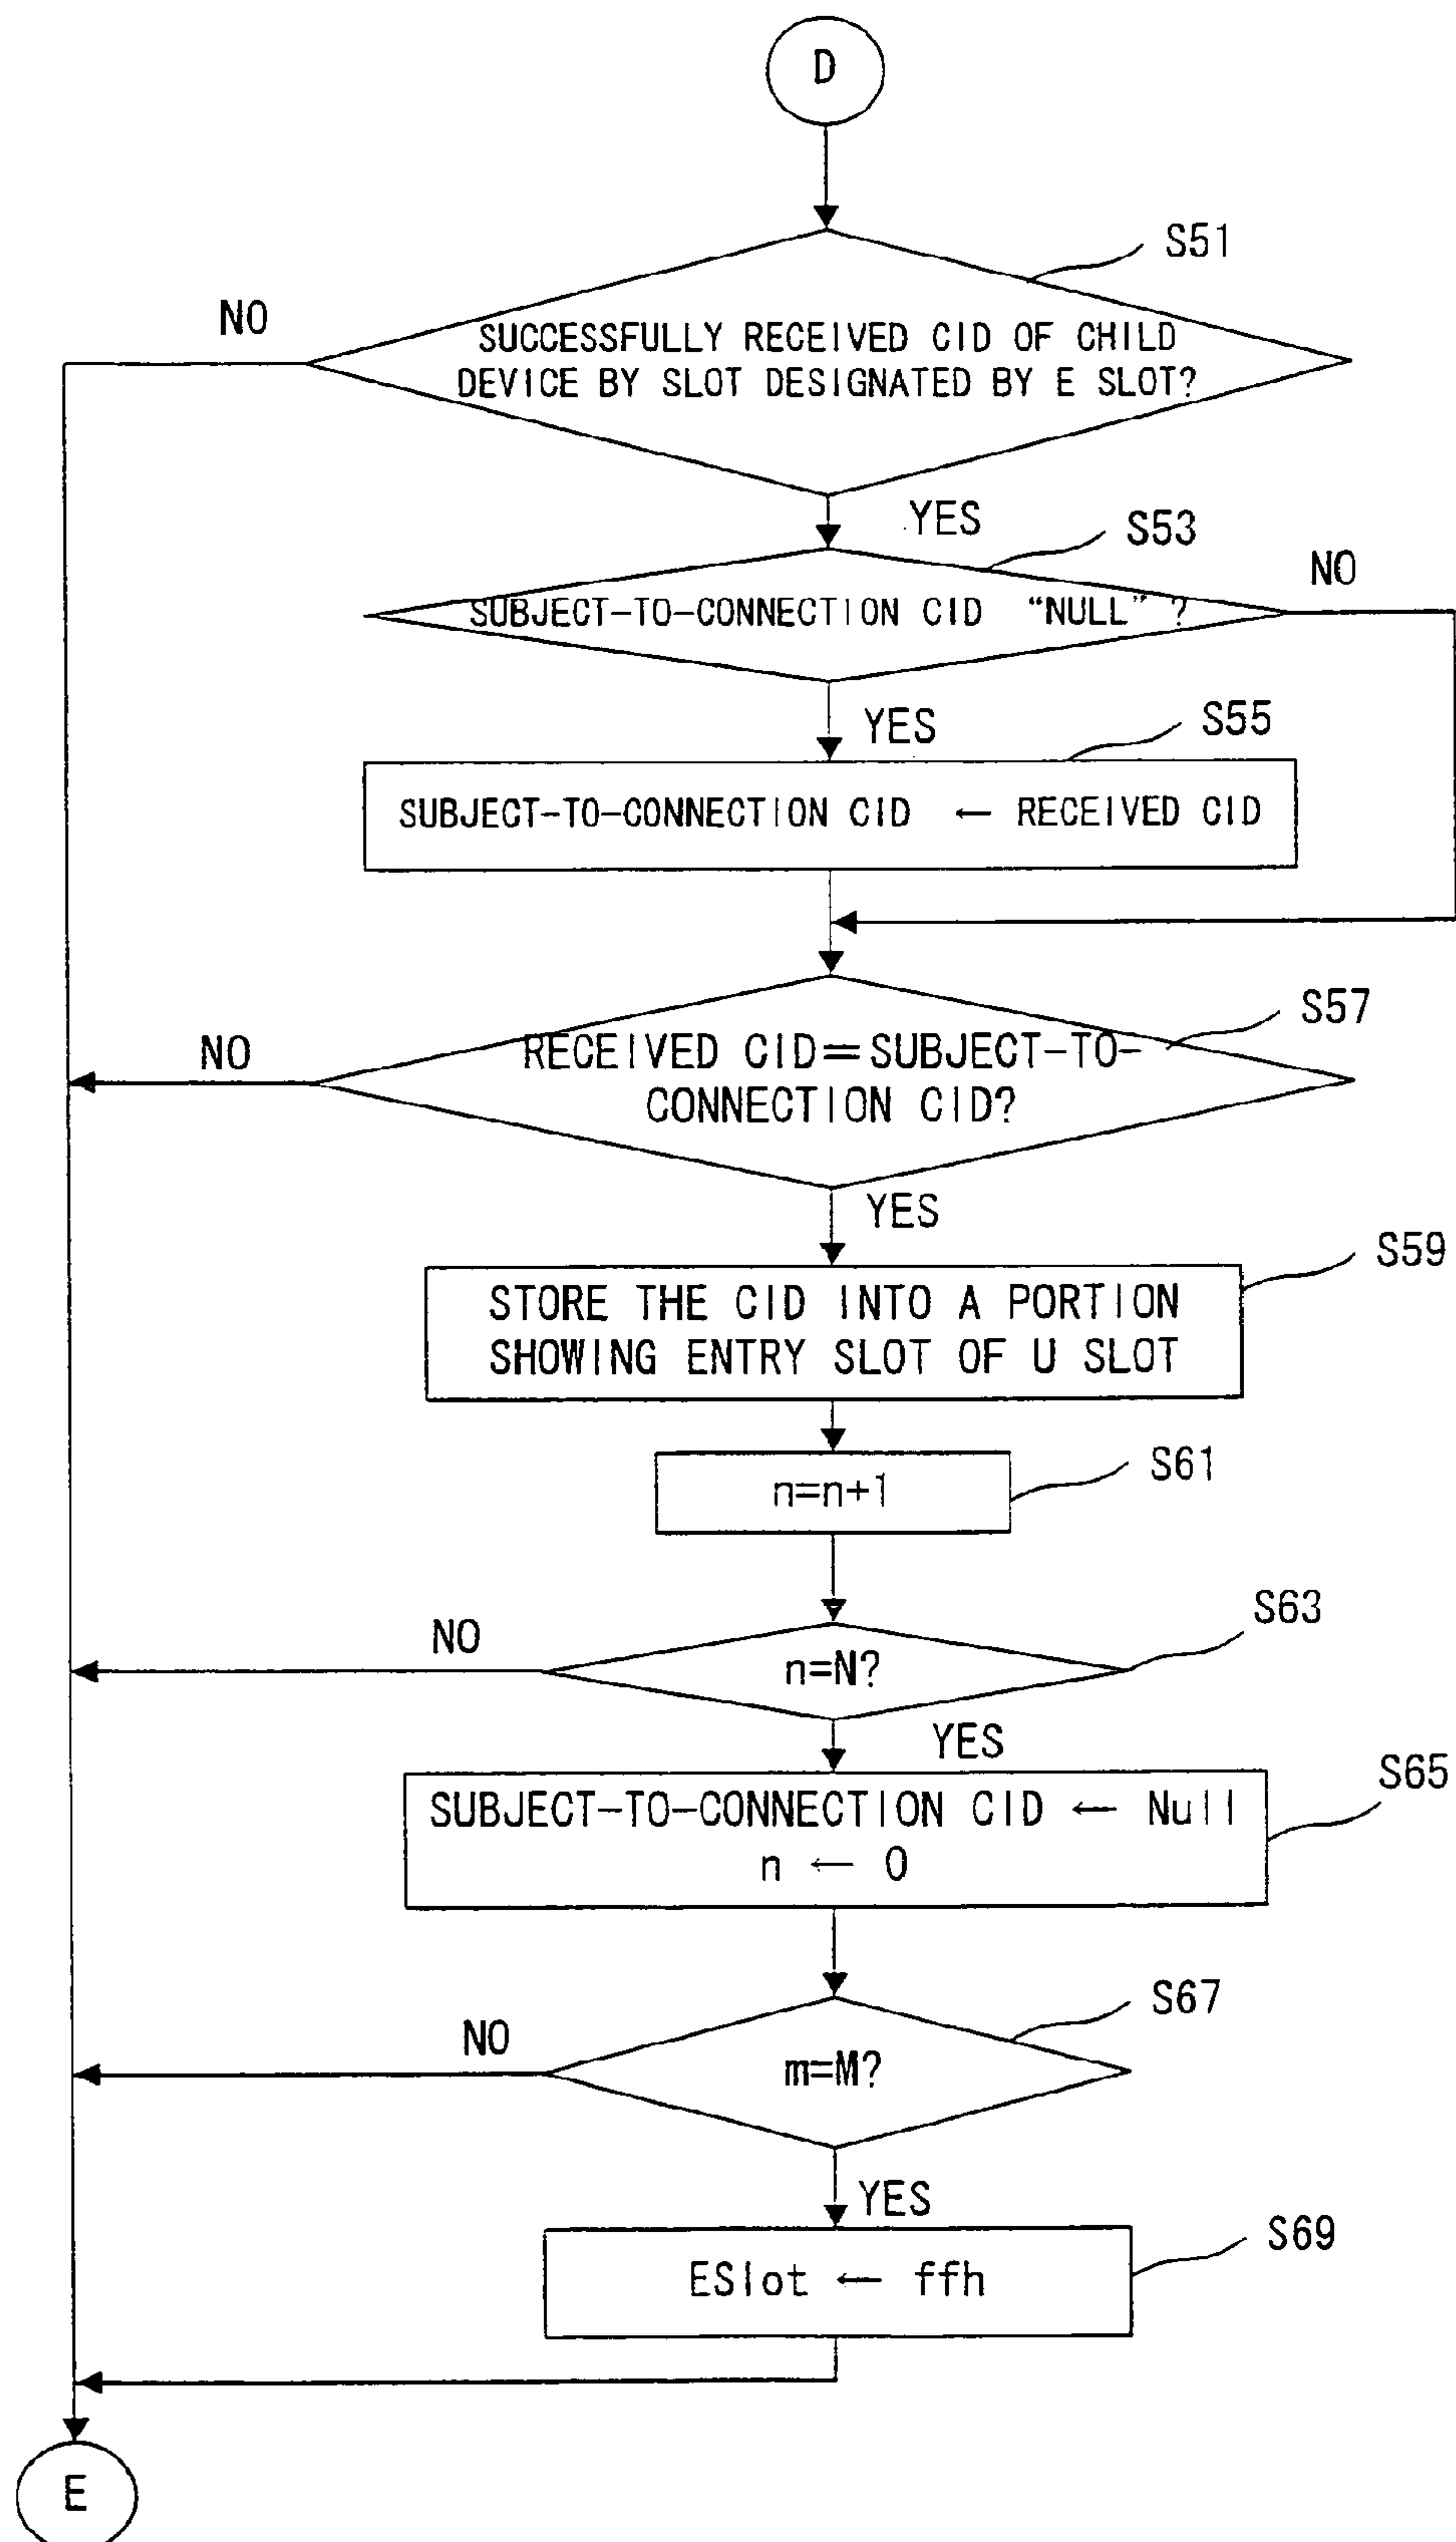 D
S51
NO
SUCCESSFULLY RECEIVED CID OF CHILD
DEVICE BY SLOT DESIGNATED BY E SLOT?
YES
S53
NO
SUBJECT-TO-CONNECTION CID "NULL" ?
YES
S55
SUBJECT-TO-CONNECTION CID ← RECEIVED CID
S57
NO
RECEIVED CID=SUBJECT-TO-
CONNECTION CID?
YES
S59
STORE THE CID INTO A PORTION
SHOWING ENTRY SLOT OF U SLOT
S61
n=n+1
S63
NO
n=N?
YES
S65
SUBJECT-TO-CONNECTION CID ← Null
n ← 0
S67
NO
m=M?
YES
S69
ESlot ← ffh
E